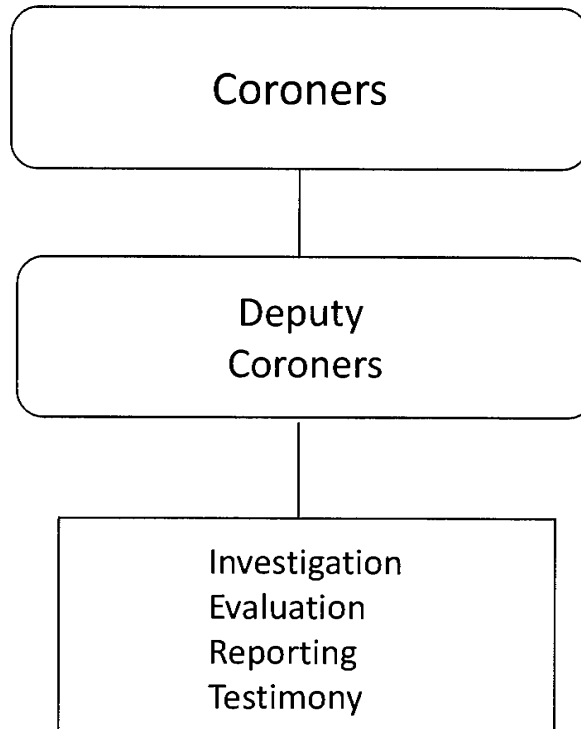 Coroners
Deputy
Coroners
Investigation
Evaluation
Reporting
Testimony